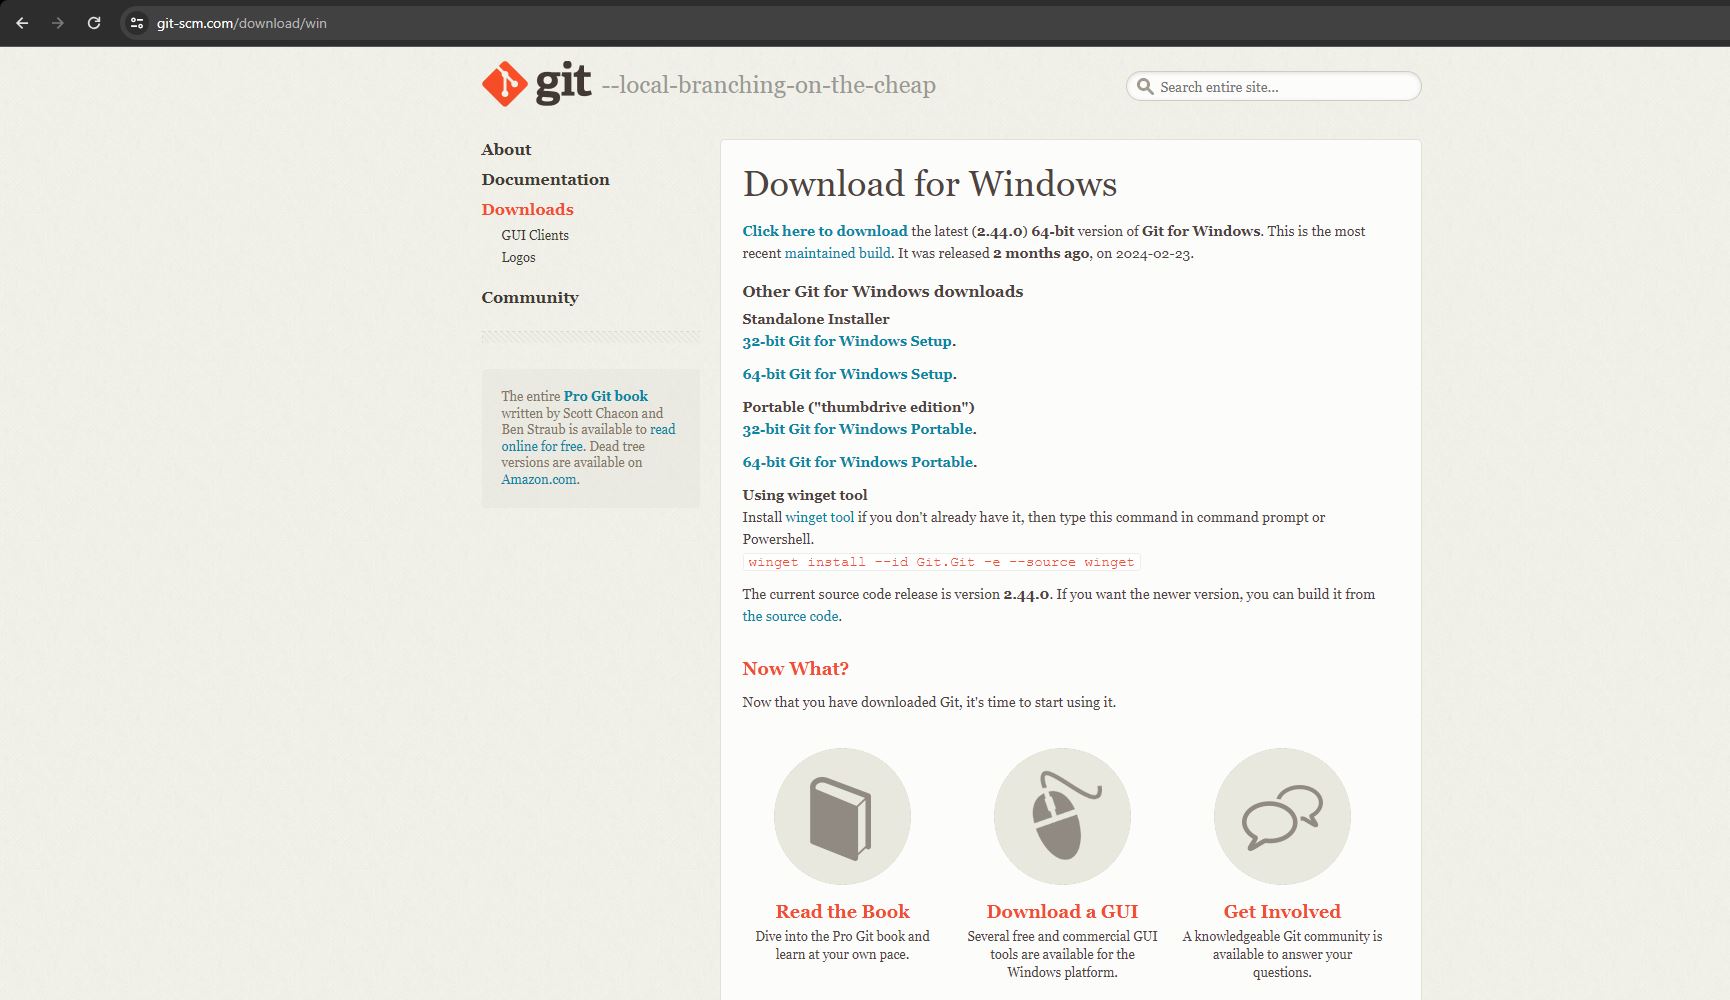 git-scm.com/download/win
git --local-branching-on-the-cheap
Search entire site...
About
Documentation
Downloads
GUI Clients
Logos
Community
The entire Pro Git book
written by Scott Chacon and
Ben Straub is available to read
online for free. Dead tree
versions are available on
Amazon.com.
Download for Windows
Click here to download the latest (2.44.0) 64-bit version of Git for Windows. This is the most
recent maintained build. It was released 2 months ago, on 2024-02-23.
Other Git for Windows downloads
Standalone Installer
32-bit Git for Windows Setup.
64-bit Git for Windows Setup.
Portable ("thumbdrive edition")
32-bit Git for Windows Portable.
64-bit Git for Windows Portable.
Using winget tool
Install winget tool if you don't already have it, then type this command in command prompt or
Powershell.
winget install --id Git.Git -e --source winget
The current source code release is version 2.44.0. If you want the newer version, you can build it from
the source code.
Now What?
Now that you have downloaded Git, it's time to start using it.
Read the Book
Dive into the Pro Git book and
learn at your own pace.
Download a GUI
Several free and commercial GUI
tools are available for the
Windows platform.
Get Involved
A knowledgeable Git community is
available to answer your
questions.